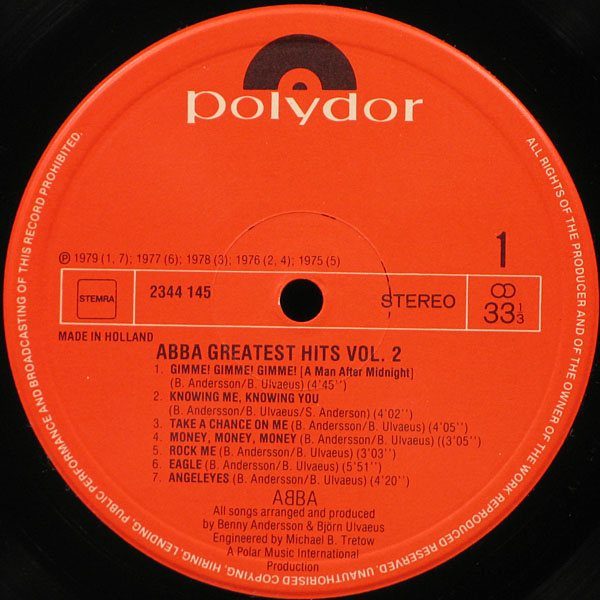 polydor
ALL RIGHTS OF THE PRODUCER AND OF THE OWNER OF THE WORK REPRODUCED RESERVED. UNAUTHORISED COPYING, HIRING, LENDING, PUBLIC PERFORMANCE AND BROADCASTING OF THIS RECORD PROHIBITED.
℗ 1979 (1, 7); 1977 (6); 1978 (3); 1976 (2, 4); 1975 (5)
1
STEMRA
2344 145
STEREO
33 1/3
MADE IN HOLLAND
ABBA GREATEST HITS VOL. 2
1. GIMME! GIMME! GIMME! [A Man After Midnight]
(B. Andersson/B. Ulvaeus) (4'45'')
2. KNOWING ME, KNOWING YOU
(B. Andersson/B. Ulvaeus/S. Anderson) (4'02'')
3. TAKE A CHANCE ON ME (B. Andersson/B. Ulvaeus) (4'05'')
4. MONEY, MONEY, MONEY (B. Andersson/B. Ulvaeus) ((3'05'')
5. ROCK ME (B. Andersson/B. Ulvaeus) (3'03'')
6. EAGLE (B. Andersson/B. Ulvaeus) (5'51'')
7. ANGELEYES (B. Andersson/B. Ulvaeus) (4'20'')
ABBA
All songs arranged and produced
by Benny Andersson & Björn Ulvaeus
Engineered by Michael B. Tretow
A Polar Music International
Production